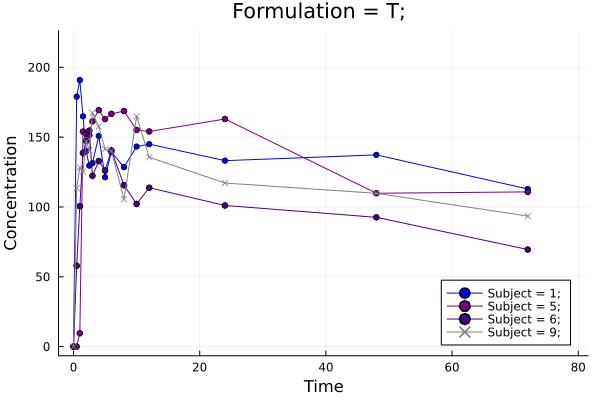 Formulation = T;
Concentration
200
150
100
50
0
0
20
40
60
80
Time
Subject = 1;
Subject = 5;
Subject = 6;
Subject = 9;